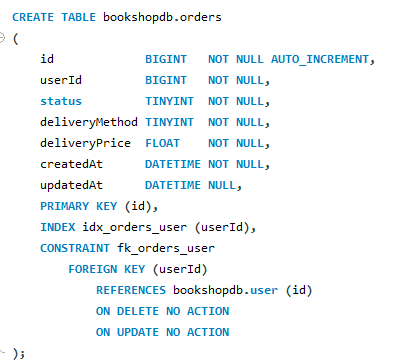 CREATE TABLE bookshopdb.orders
(
    id            BIGINT   NOT NULL AUTO_INCREMENT,
    userId        BIGINT   NOT NULL,
    status        TINYINT  NOT NULL,
    deliveryMethod TINYINT  NOT NULL,
    deliveryPrice  FLOAT    NOT NULL,
    createdAt     DATETIME NOT NULL,
    updatedAt     DATETIME NULL,
    PRIMARY KEY (id),
    INDEX idx_orders_user (userId),
    CONSTRAINT fk_orders_user
        FOREIGN KEY (userId)
            REFERENCES bookshopdb.user (id)
            ON DELETE NO ACTION
            ON UPDATE NO ACTION
);